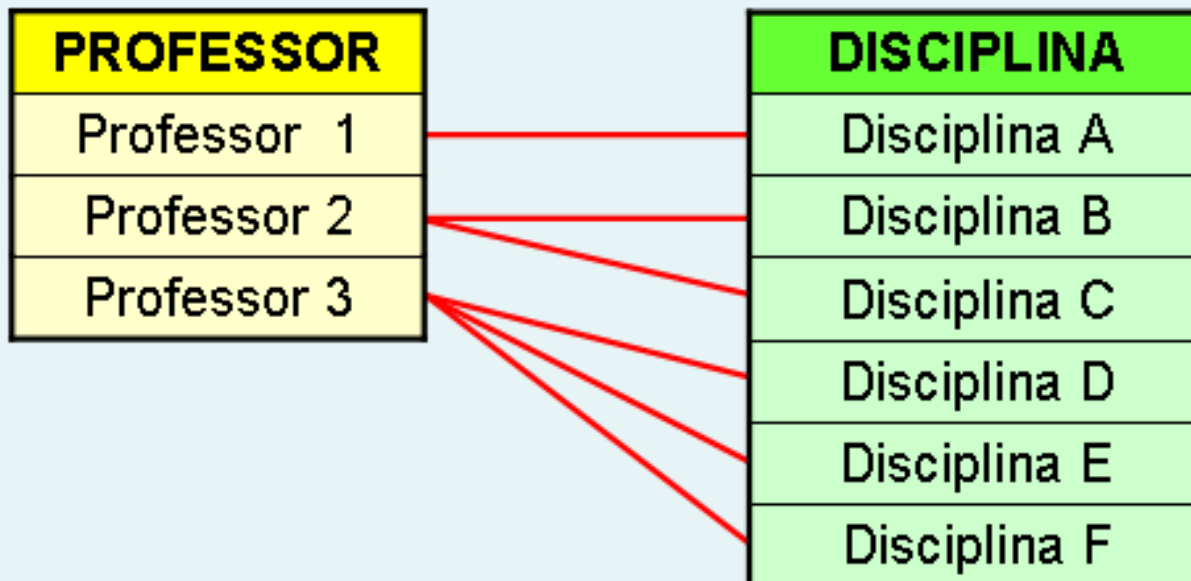 PROFESSOR
Professor 1
Professor 2
Professor 3
DISCIPLINA
Disciplina A
Disciplina B
Disciplina C
Disciplina D
Disciplina E
Disciplina F